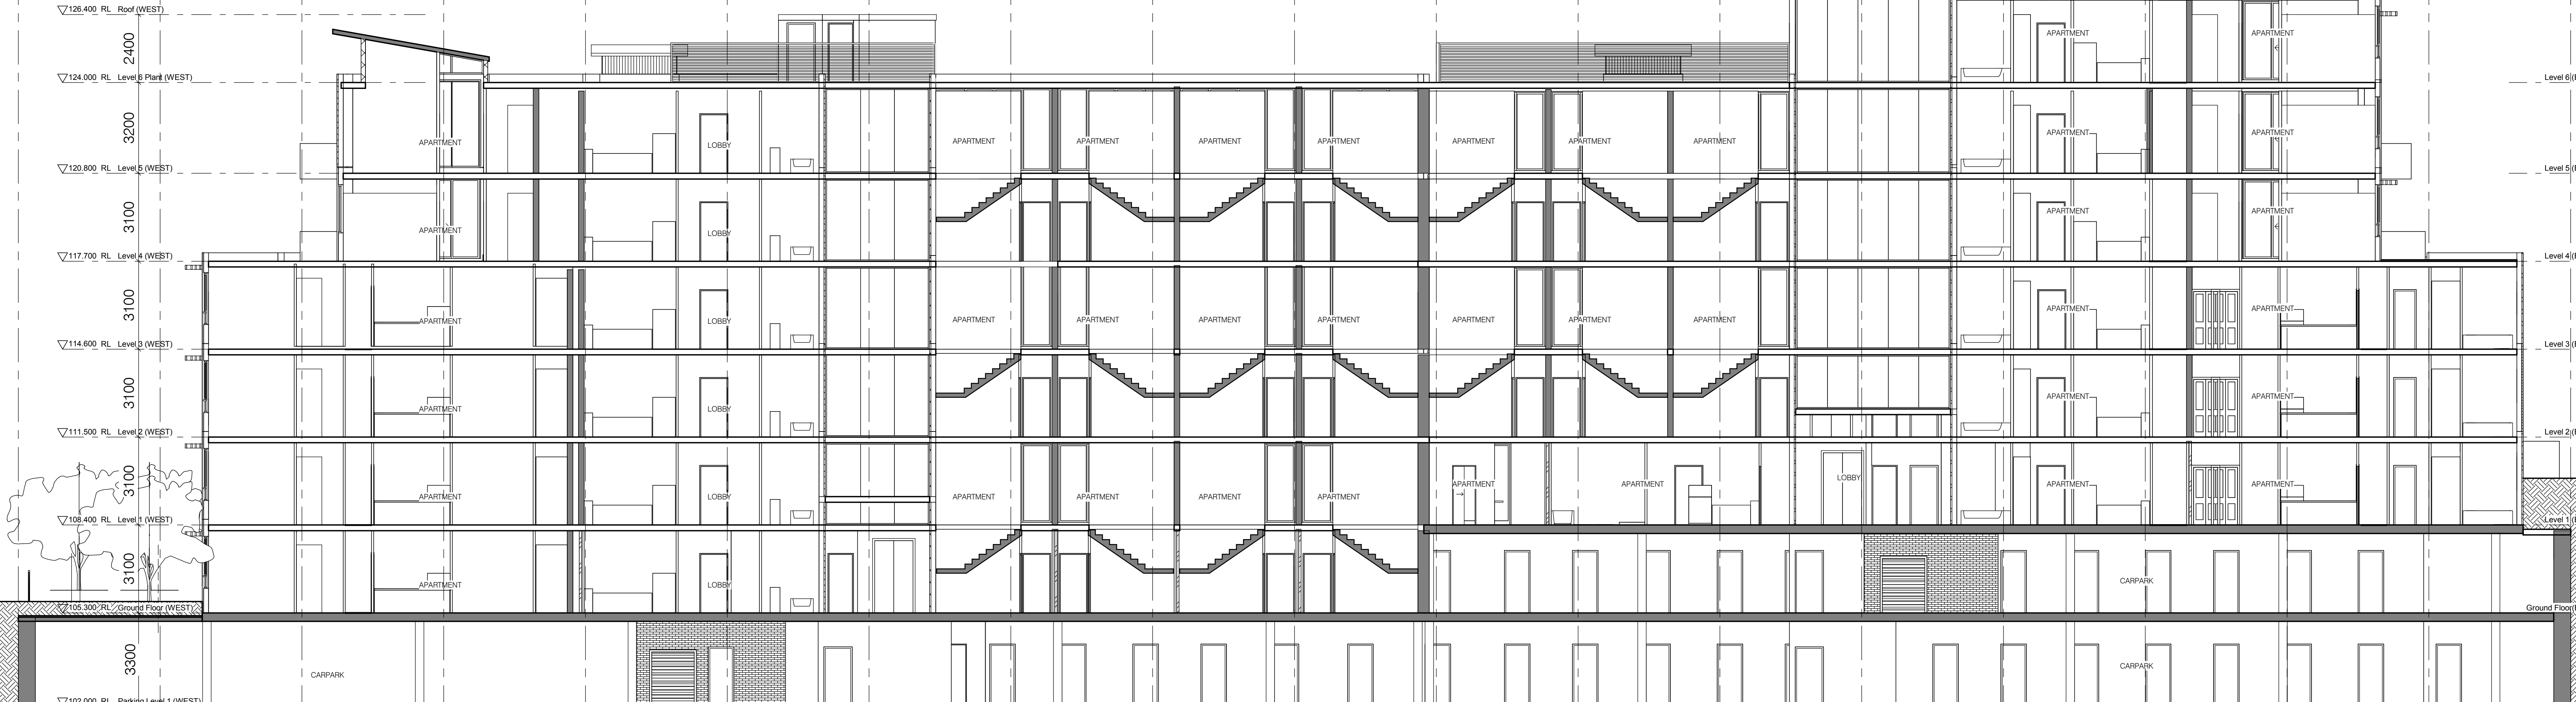 126.400 RL Roof (WEST)
2400
APARTMENT APARTMENT
124.000 RL Level 6 Plant (WEST)
Level 6
3200
APARTMENT LOBBY APARTMENT APARTMENT APARTMENT APARTMENT APARTMENT APARTMENT APARTMENT APARTMENT APARTMENT
120.800 RL Level 5 (WEST)
Level 5
3100
APARTMENT LOBBY APARTMENT APARTMENT
117.700 RL Level 4 (WEST)
Level 4
3100
APARTMENT LOBBY APARTMENT APARTMENT APARTMENT APARTMENT APARTMENT APARTMENT APARTMENT APARTMENT APARTMENT
114.600 RL Level 3 (WEST)
Level 3
3100
APARTMENT LOBBY APARTMENT APARTMENT
111.500 RL Level 2 (WEST)
Level 2
3100
APARTMENT LOBBY APARTMENT APARTMENT APARTMENT APARTMENT APARTMENT APARTMENT LOBBY APARTMENT APARTMENT
108.400 RL Level 1 (WEST)
Level 1
3100
APARTMENT LOBBY CARPARK
105.300 RL Ground Floor (WEST)
Ground Floor
3300
CARPARK CARPARK
102.000 RL Parking Level 1 (WEST)